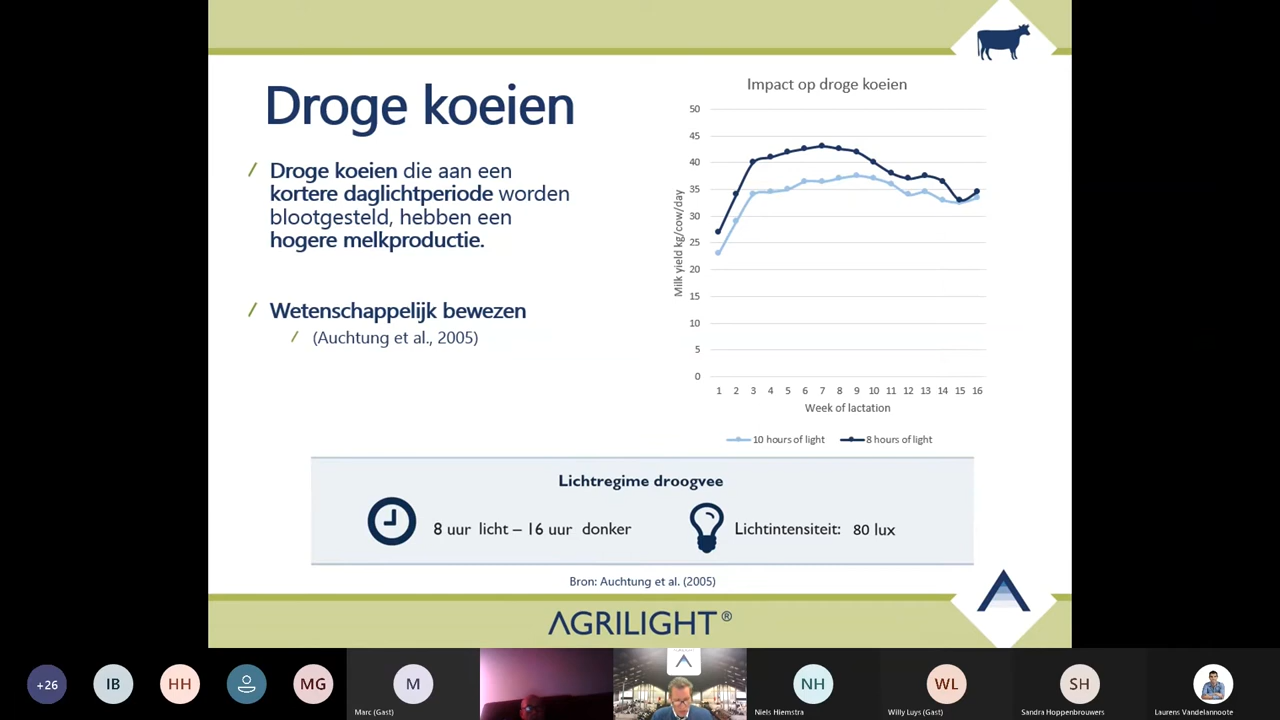 Droge koeien
Droge koeien die aan een
kortere daglichtperiode worden
blootgesteld, hebben een
hogere melkproductie.
Wetenschappelijk bewezen
(Auchtung et al., 2005)
Impact op droge koeien
Milk yield kg/cow/day
50
45
40
35
30
25
20
15
10
5
0
1 2 3 4 5 6 7 8 9 10 11 12 13 14 15 16
Week of lactation
10 hours of light 8 hours of light
Lichtregime droogvee
8 uur licht – 16 uur donker
Lichtintensiteit: 80 lux
Bron: Auchtung et al. (2005)
AGRILIGHT®
+26
IB
HH
MG
M
Marc (Gast)
NH
Niels Hiemstra
WL
Willy Luys (Gast)
SH
Sandra Hoppenbrouwers
Laurens Vandelannoote